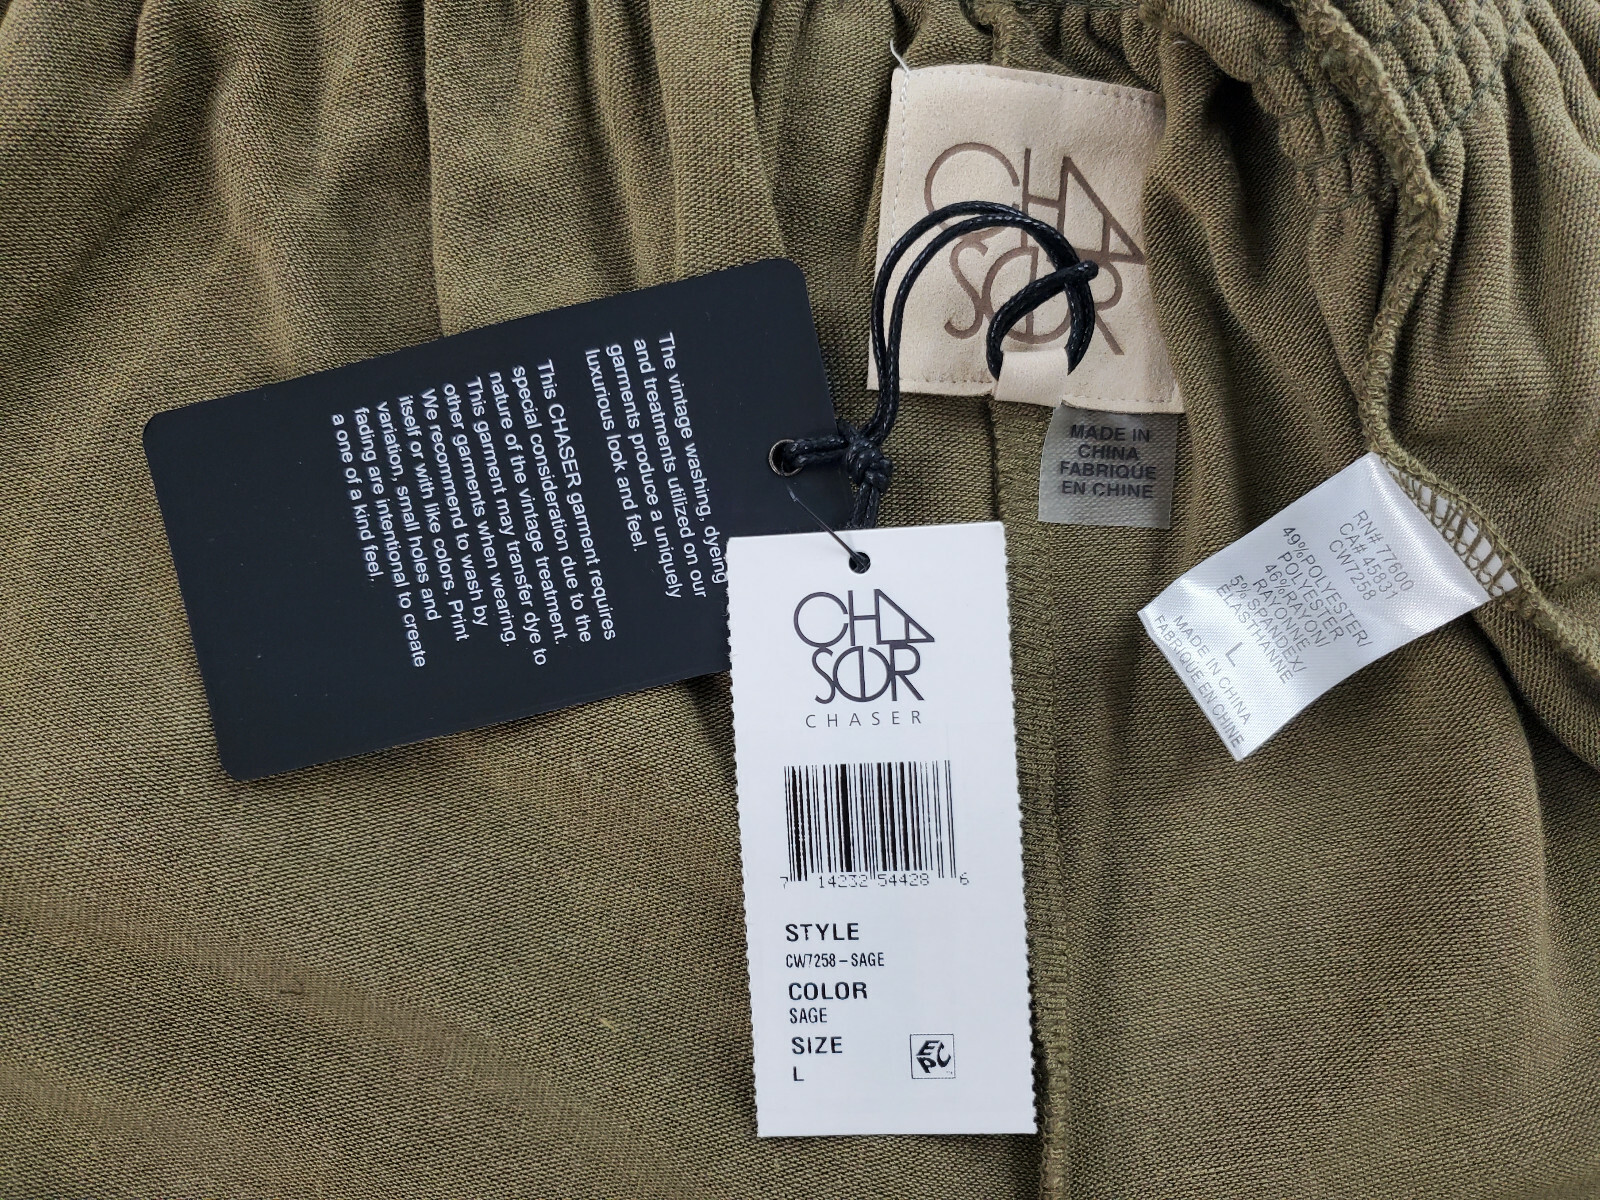 CHA
SER
MADE IN
CHINA
FABRIQUE
EN CHINE
The vintage washing, dyeing
and treatments utilized on our
garments produce a uniquely
luxurious look and feel.
This CHASER garment requires
special consideration due to the
nature of the vintage treatment.
This garment may transfer dye to
other garments when wearing.
We recommend to wash by
itself or with like colors. Print
variation, small holes and
fading are intentional to create
a one of a kind feel.
CHA
SER
CHASER
7 14232 54428 6
STYLE
CW7258-SAGE
COLOR
SAGE
SIZE
L
EPC
RN# 77600
CA# 45831
CW7258
49%POLYESTER/
POLYESTER
46%RAYON/
RAYONNE
5%SPANDEX/
ELASTHANNE
L
MADE IN CHINA
FABRIQUE EN CHINE